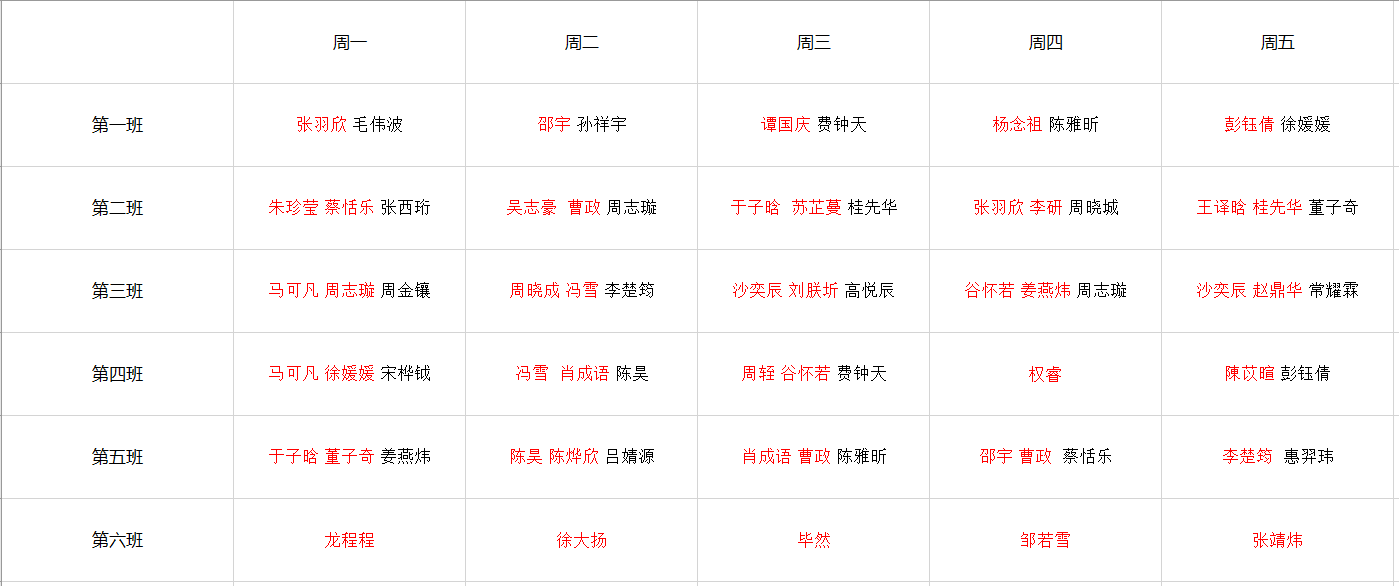 周一 周二 周三 周四 周五
第一班 张羽欣 毛伟波 邵宇 孙祥宇 谭国庆 费钟天 杨念祖 陈雅昕 彭钰倩 徐媛媛
第二班 朱珍莹 蔡恬乐 张西珩 吴志豪 曹政 周志璇 于子晗 苏芷蔓 桂先华 张羽欣 李研 周晓城 王译晗 桂先华 董子奇
第三班 马可凡 周志璇 周金镶 周晓成 冯雪 李楚筠 沙奕辰 刘朕圻 高悦辰 谷怀若 姜燕炜 周志璇 沙奕辰 赵鼎华 常耀霖
第四班 马可凡 徐媛媛 宋桦钺 冯雪 肖成语 陈昊 周轾 谷怀若 费钟天 权睿 陳苡暄 彭钰倩
第五班 于子晗 董子奇 姜燕炜 陈昊 陈烨欣 吕婧源 肖成语 曹政 陈雅昕 邵宇 曹政 蔡恬乐 李楚筠 惠羿玮
第六班 龙程程 徐大扬 毕然 邹若雪 张靖炜